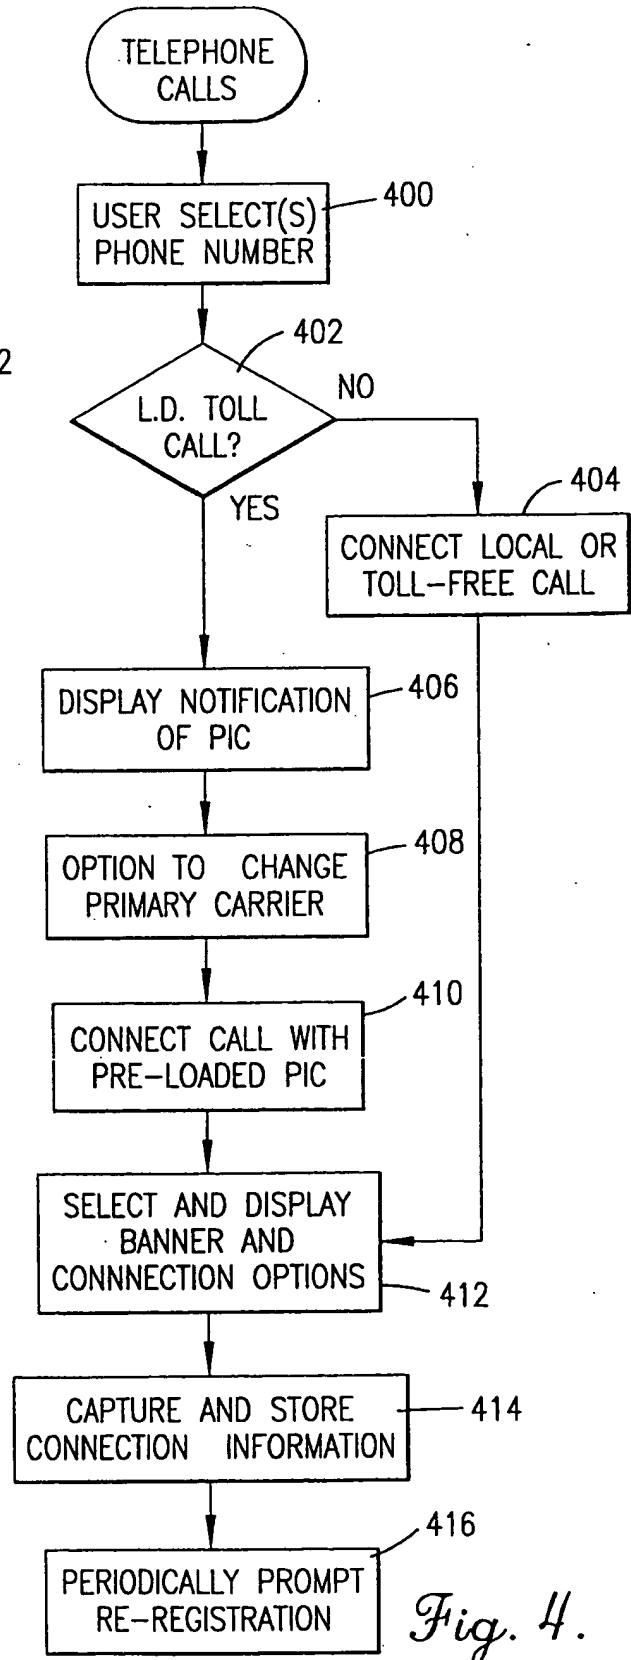 TELEPHONE
CALLS
USER SELECT(S)
PHONE NUMBER
400
402
2
L.D. TOLL
CALL?
NO
YES
404
CONNECT LOCAL OR
TOLL-FREE CALL
DISPLAY NOTIFICATION
OF PIC
406
OPTION TO CHANGE
PRIMARY CARRIER
408
CONNECT CALL WITH
PRE-LOADED PIC
410
SELECT AND DISPLAY
BANNER AND
CONNNECTION OPTIONS
412
CAPTURE AND STORE
CONNECTION INFORMATION
414
PERIODICALLY PROMPT
RE-REGISTRATION
416
Fig. 4.